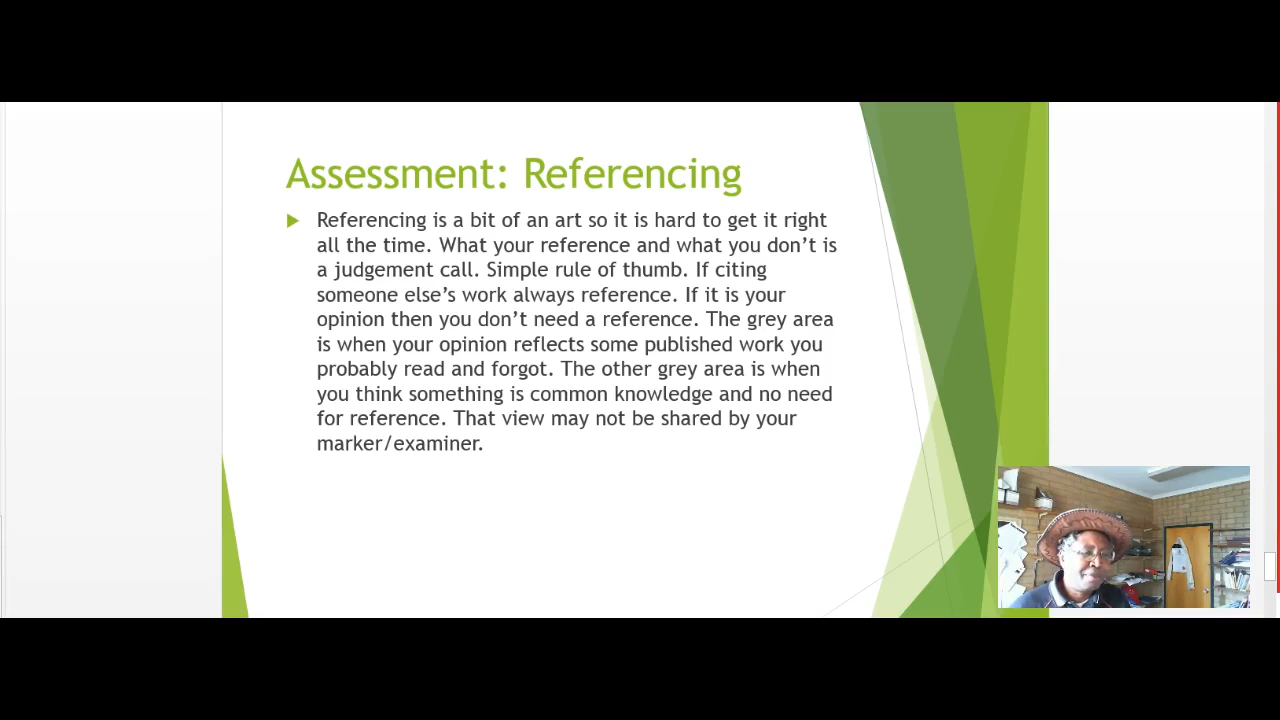 Assessment: Referencing
Referencing is a bit of an art so it is hard to get it right
all the time. What your reference and what you don't is
a judgement call. Simple rule of thumb. If citing
someone else's work always reference. If it is your
opinion then you don't need a reference. The grey area
is when your opinion reflects some published work you
probably read and forgot. The other grey area is when
you think something is common knowledge and no need
for reference. That view may not be shared by your
marker/examiner.